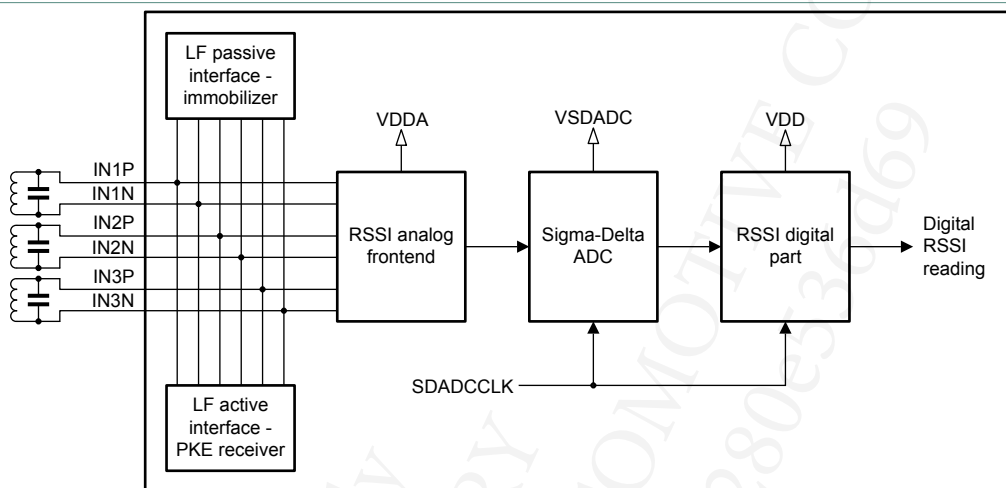 LF passive
interface -
immobilizer
VDDA
VSDADC
VDD
IN1P
IN1N
IN2P
IN2N
IN3P
IN3N
RSSI analog
frontend
Sigma-Delta
ADC
RSSI digital
part
Digital
RSSI
reading
SDADCCLK
LF active
interface -
PKE receiver